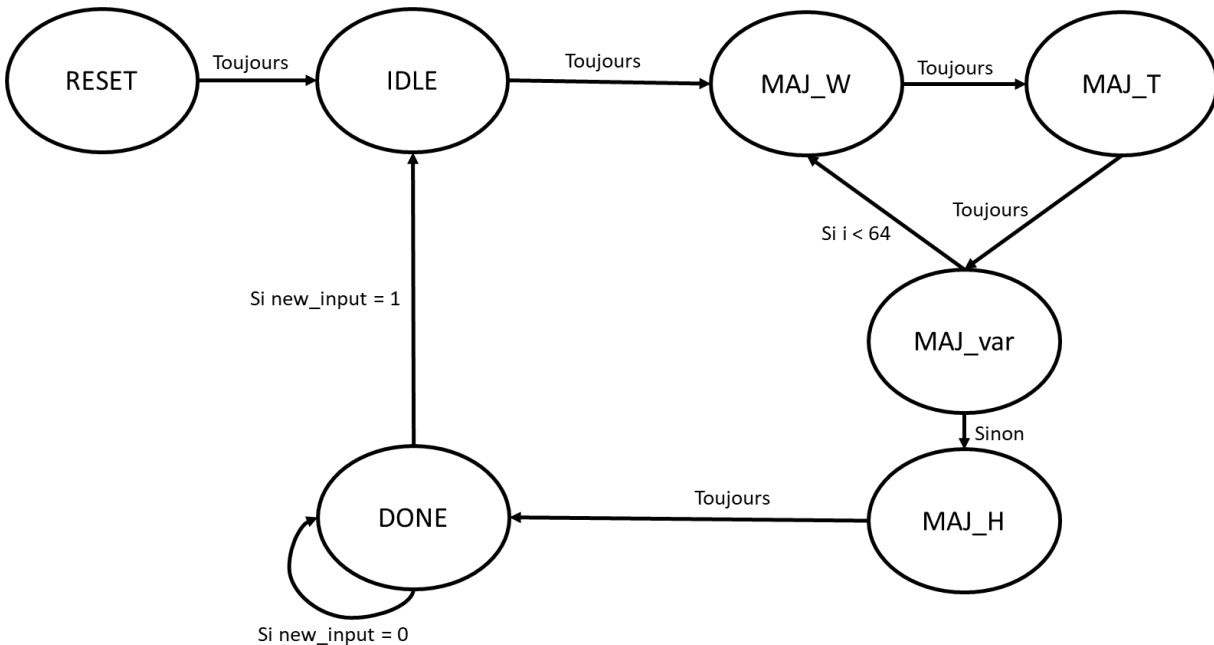 RESET
Toujours
IDLE
Toujours
MAJ_W
Toujours
MAJ_T
Toujours
Si i < 64
MAJ_var
Sinon
MAJ_H
Toujours
DONE
Si new_input = 1
Si new_input = 0